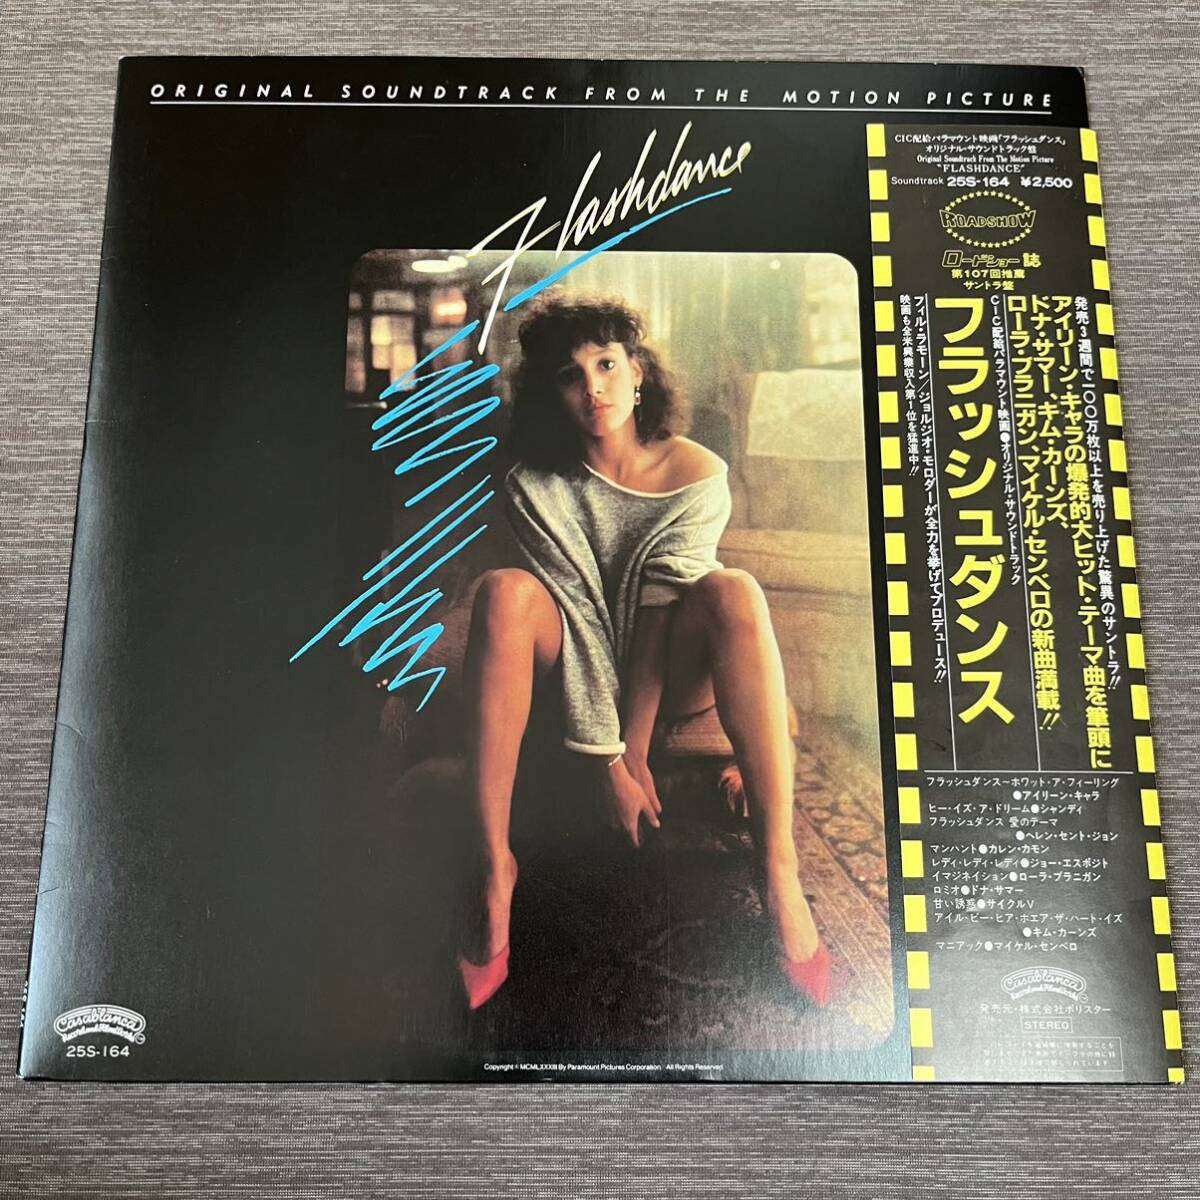 ORIGINAL SOUNDTRACK FROM THE MOTION PICTURE
Flashdance
Casablanca
Record and FilmWorks
25S-164
Copyright © MCMLXXXIII By Paramount Pictures Corporation. All Rights Reserved.
CIC配給パラマウント映画「フラッシュダンス」
オリジナル・サウンドトラック盤
Original Soundtrack From The Motion Picture
"FLASHDANCE"
Soundtrack 25S-164 ¥2,500
ROADSHOW
ロードショー誌
第107回推薦
サントラ盤
発売3週間で一〇〇万枚以上を売り上げた驚異のサントラ!!
アイリーン・キャラの爆発的大ヒット・テーマ曲を筆頭に
ドナ・サマー、キム・カーンズ、
ローラ・ブラニガン、マイケル・センベロの新曲満載!!
CIC配給パラマウント映画●オリジナル・サウンドトラック
フラッシュダンス
フィル・ラモーン/ジョルジオ・モロダーが全力を挙げてプロデュース!!
映画も全米興業収入第1位を猛進中!!
フラッシュダンス〜ホワット・ア・フィーリング
●アイリーン・キャラ
ヒー・イズ・ア・ドリーム●シャンディ
フラッシュダンス 愛のテーマ
●ヘレン・セント・ジョン
マンハント●カレン・カモン
レディ・レディ・レディ●ジョー・エスポジト
イマジネイション●ローラ・ブラニガン
ロミオ●ドナ・サマー
甘い誘惑●サイクルV
アイル・ビー・ヒア・ホエア・ザ・ハート・イズ
●キム・カーンズ
マニアック●マイケル・センベロ
Casablanca
Record and FilmWorks
発売元・株式会社ポリスター
STEREO